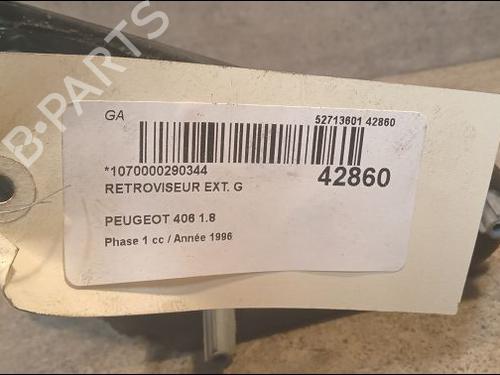 GA
52713601 42860
*1070000290344
42860
RETROVISEUR EXT. G
PEUGEOT 406 1.8
Phase 1 cc / Année 1996
B-PARTS